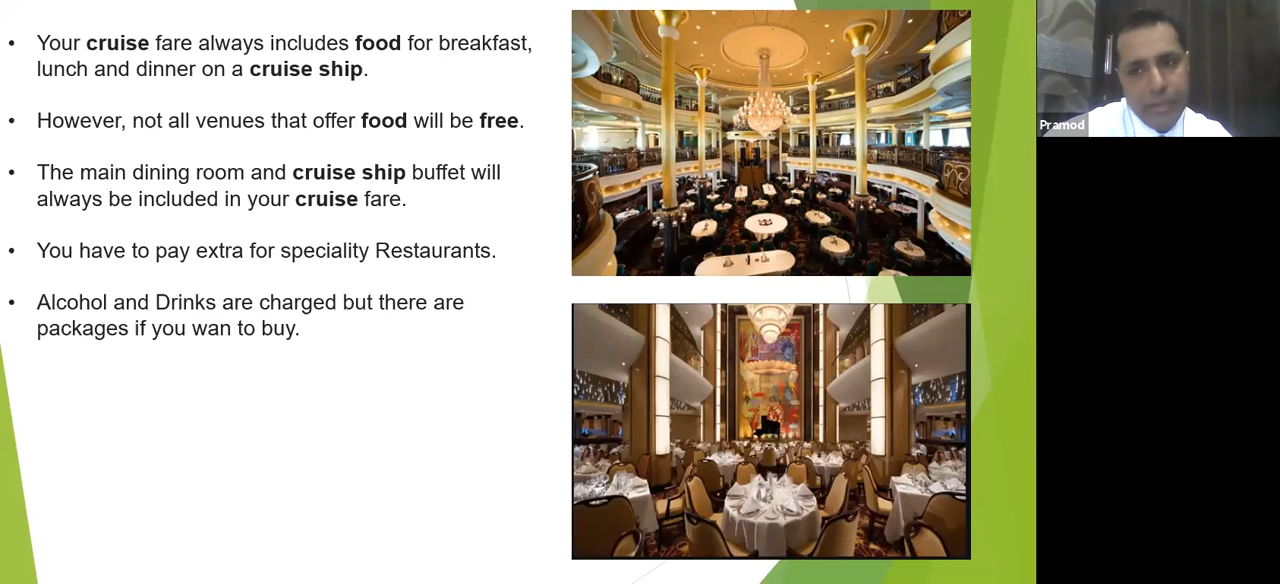 • Your cruise fare always includes food for breakfast,
lunch and dinner on a cruise ship.
• However, not all venues that offer food will be free.
• The main dining room and cruise ship buffet will
always be included in your cruise fare.
• You have to pay extra for speciality Restaurants.
• Alcohol and Drinks are charged but there are
packages if you wan to buy.
Pramod